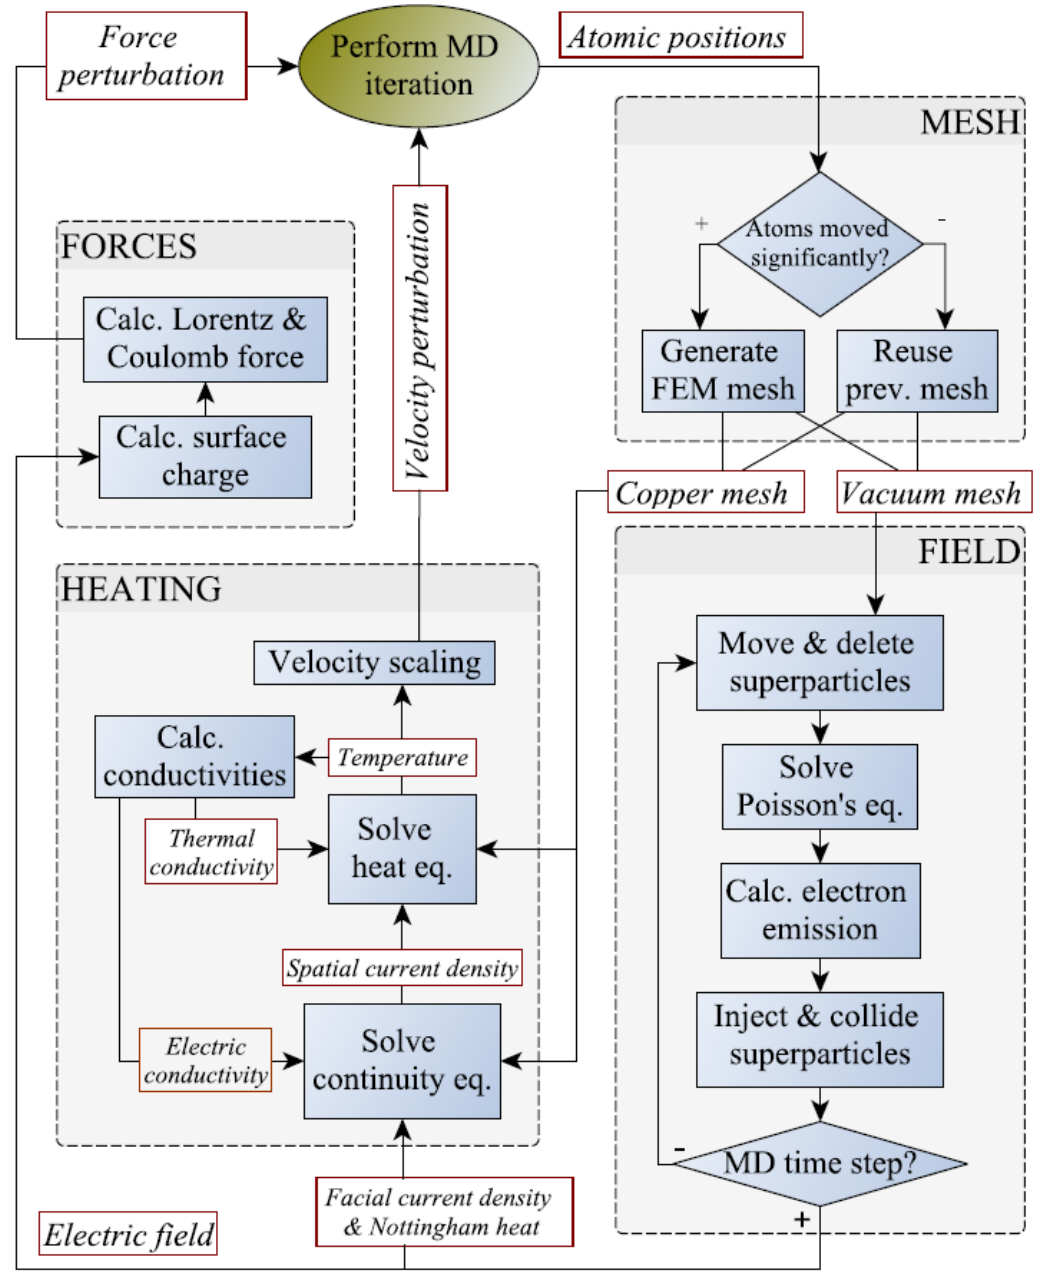 Force
perturbation
Perform MD
iteration
Atomic positions
MESH
Atoms moved
significantly?
+
-
Generate
FEM mesh
Reuse
prev. mesh
Copper mesh
Vacuum mesh
FORCES
Calc. Lorentz &
Coulomb force
Calc. surface
charge
Velocity perturbation
HEATING
Velocity scaling
Calc.
conductivities
Temperature
Thermal
conductivity
Solve
heat eq.
Spatial current density
Electric
conductivity
Solve
continuity eq.
Facial current density
& Nottingham heat
Electric field
FIELD
Move & delete
superparticles
Solve
Poisson's eq.
Calc. electron
emission
Inject & collide
superparticles
-
MD time step?
+